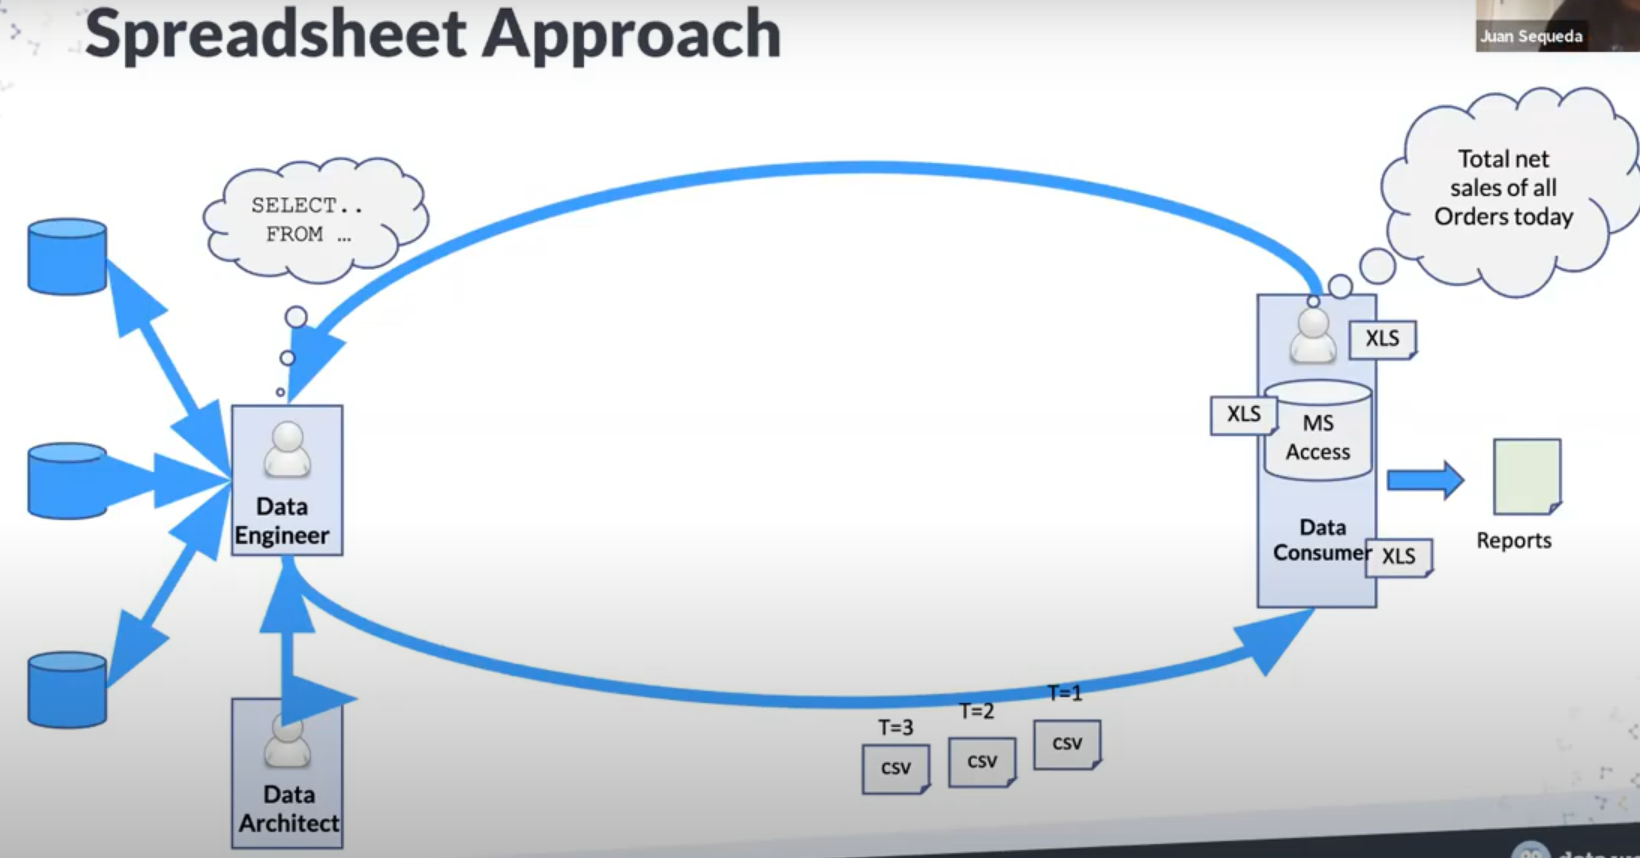 Spreadsheet Approach
Juan Sequeda
Total net
sales of all
Orders today
SELECT..
FROM …
XLS
XLS
MS
Access
Data
Engineer
Data
Consumer
XLS
Reports
T=1
T=2
T=3
CSV
CSV
CSV
Data
Architect